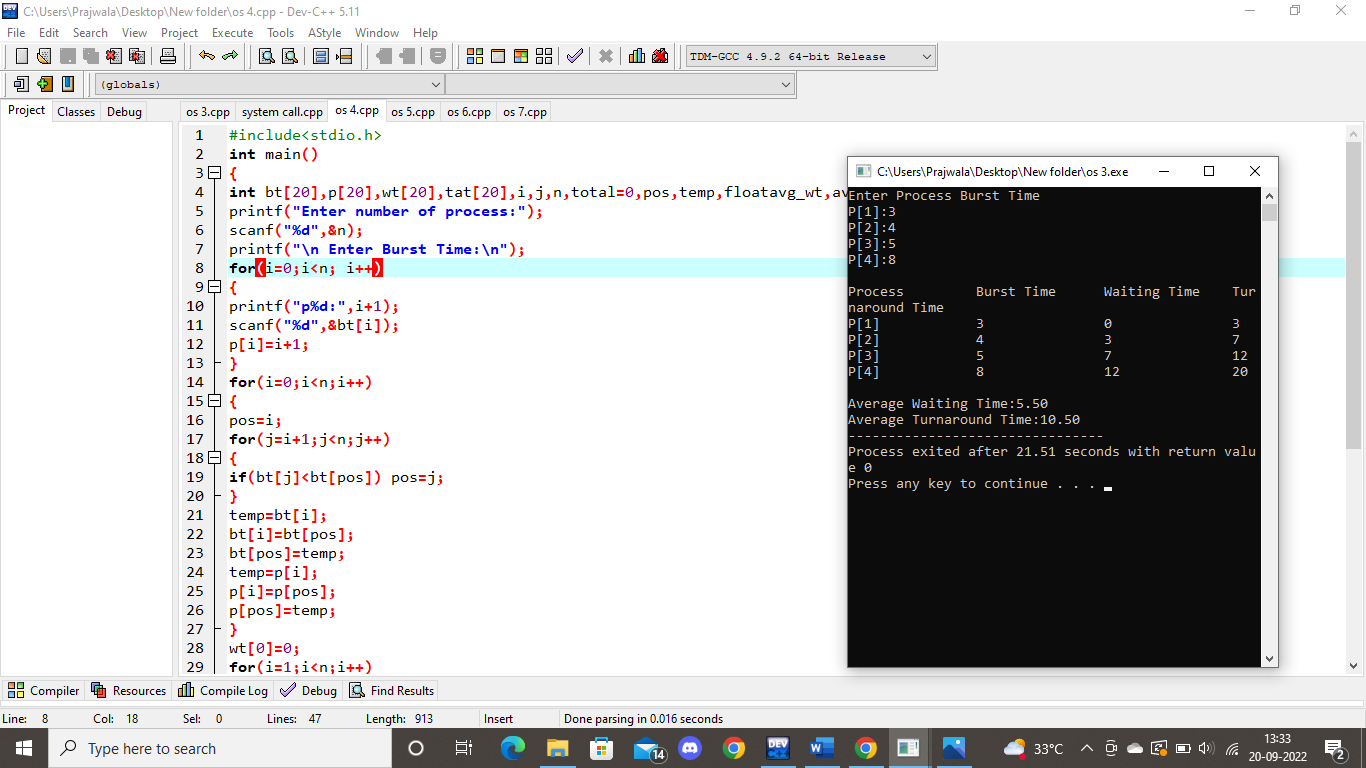 C:\Users\Prajwala\Desktop\New folder\os 4.cpp - Dev-C++ 5.11
File Edit Search View Project Execute Tools AStyle Window Help
TDM-GCC 4.9.2 64-bit Release
(globals)
Project Classes Debug
os 3.cpp system call.cpp os 4.cpp os 5.cpp os 6.cpp os 7.cpp
1 #include<stdio.h>
2 int main()
3 {
4 int bt[20],p[20],wt[20],tat[20],i,j,n,total=0,pos,temp,floatavg_wt,av
5 printf("Enter number of process:");
6 scanf("%d",&n);
7 printf("\n Enter Burst Time:\n");
8 for(i=0;i<n; i++)
9 {
10 printf("p%d:",i+1);
11 scanf("%d",&bt[i]);
12 p[i]=i+1;
13 }
14 for(i=0;i<n;i++)
15 {
16 pos=i;
17 for(j=i+1;j<n;j++)
18 {
19 if(bt[j]<bt[pos]) pos=j;
20 }
21 temp=bt[i];
22 bt[i]=bt[pos];
23 bt[pos]=temp;
24 temp=p[i];
25 p[i]=p[pos];
26 p[pos]=temp;
27 }
28 wt[0]=0;
29 for(i=1;i<n;i++)
C:\Users\Prajwala\Desktop\New folder\os 3.exe
Enter Process Burst Time
P[1]:3
P[2]:4
P[3]:5
P[4]:8
Process Burst Time Waiting Time Tur
naround Time
P[1] 3 0 3
P[2] 4 3 7
P[3] 5 7 12
P[4] 8 12 20
Average Waiting Time:5.50
Average Turnaround Time:10.50
--------------------------------
Process exited after 21.51 seconds with return valu
e 0
Press any key to continue . . .
Compiler Resources Compile Log Debug Find Results
Line: 8 Col: 18 Sel: 0 Lines: 47 Length: 913 Insert Done parsing in 0.016 seconds
Type here to search
14
DEV
33°C
13:33
20-09-2022
2